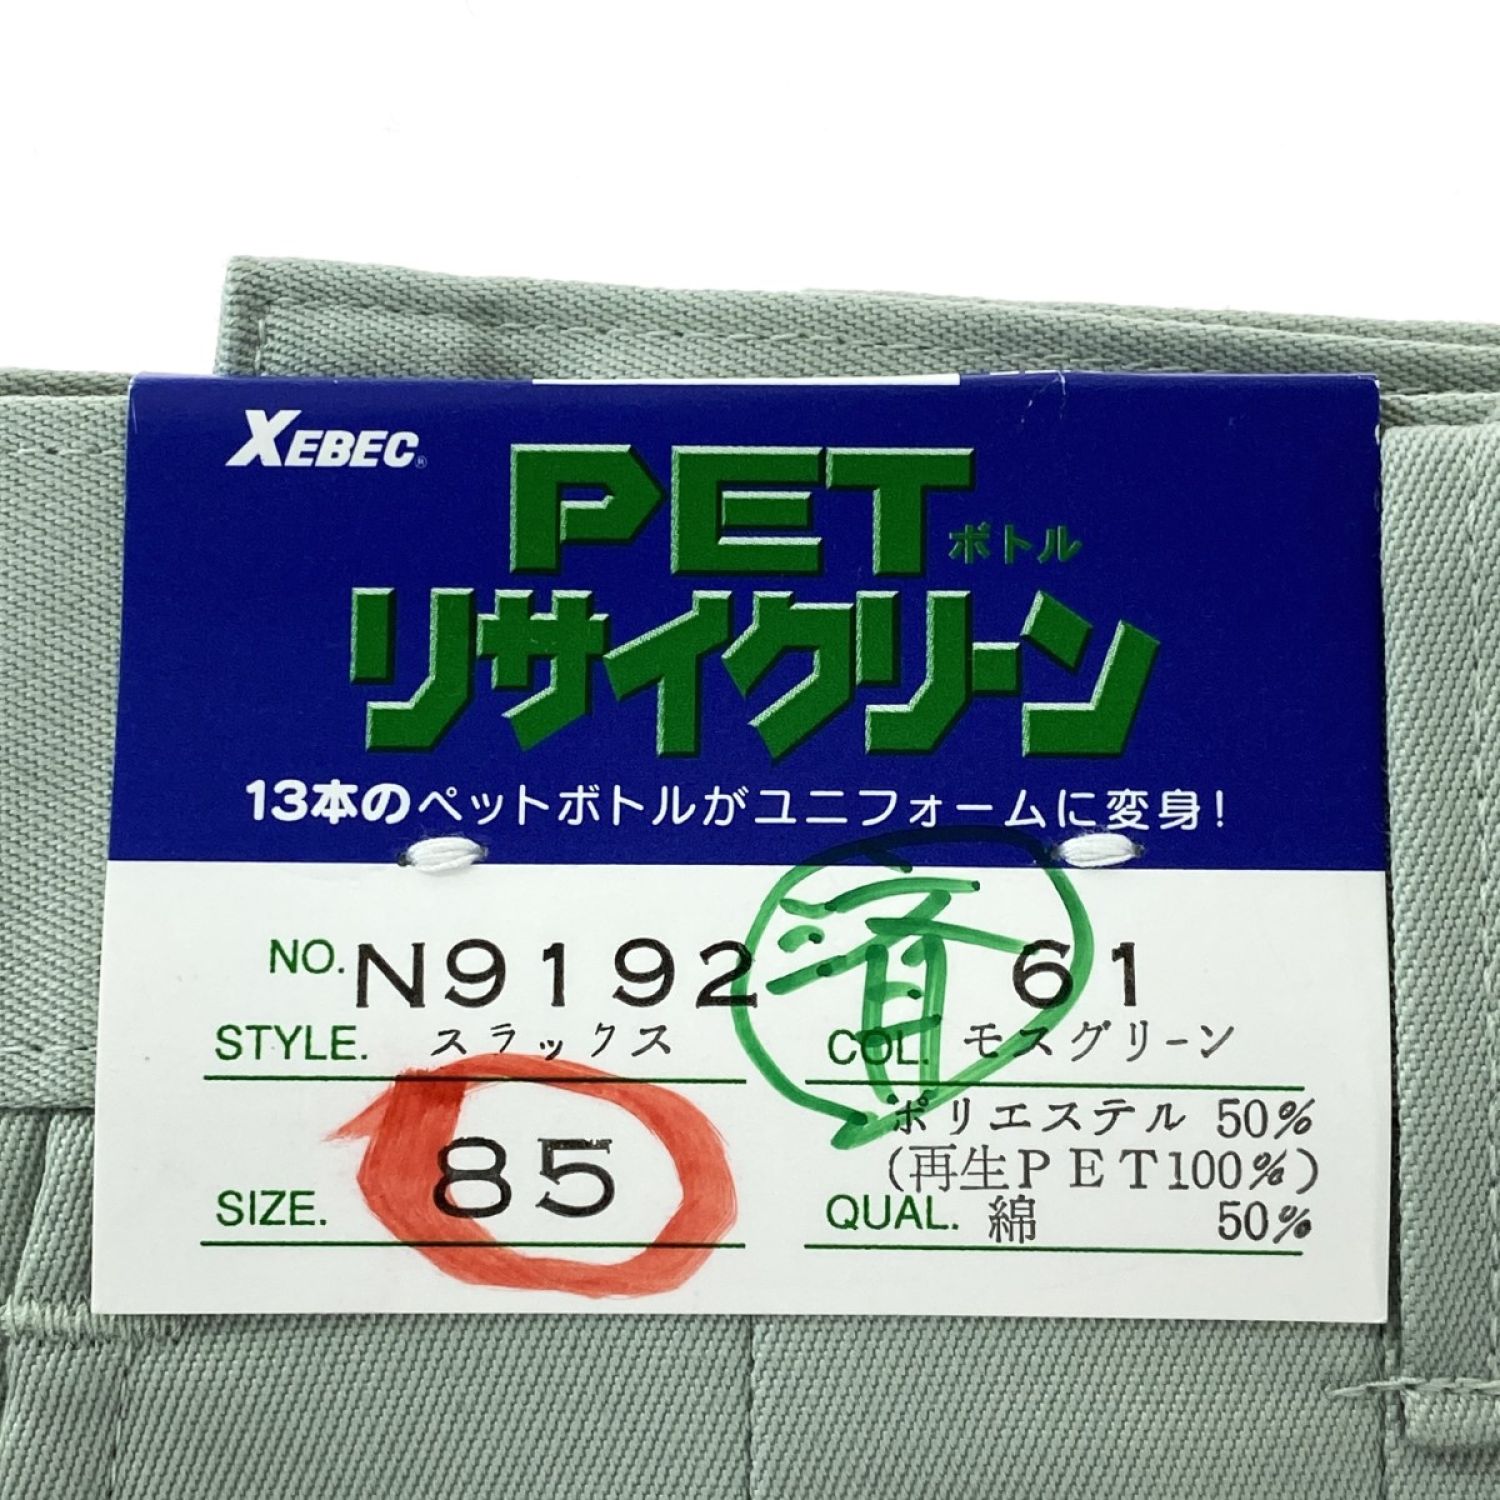 XEBEC®
PETボトル
リサイクリーン
13本のペットボトルがユニフォームに変身!
NO. N9192 61
STYLE. スラックス
COL. モスグリーン
済
SIZE. 85
ポリエステル 50%
(再生PET100%)
QUAL. 綿 50%